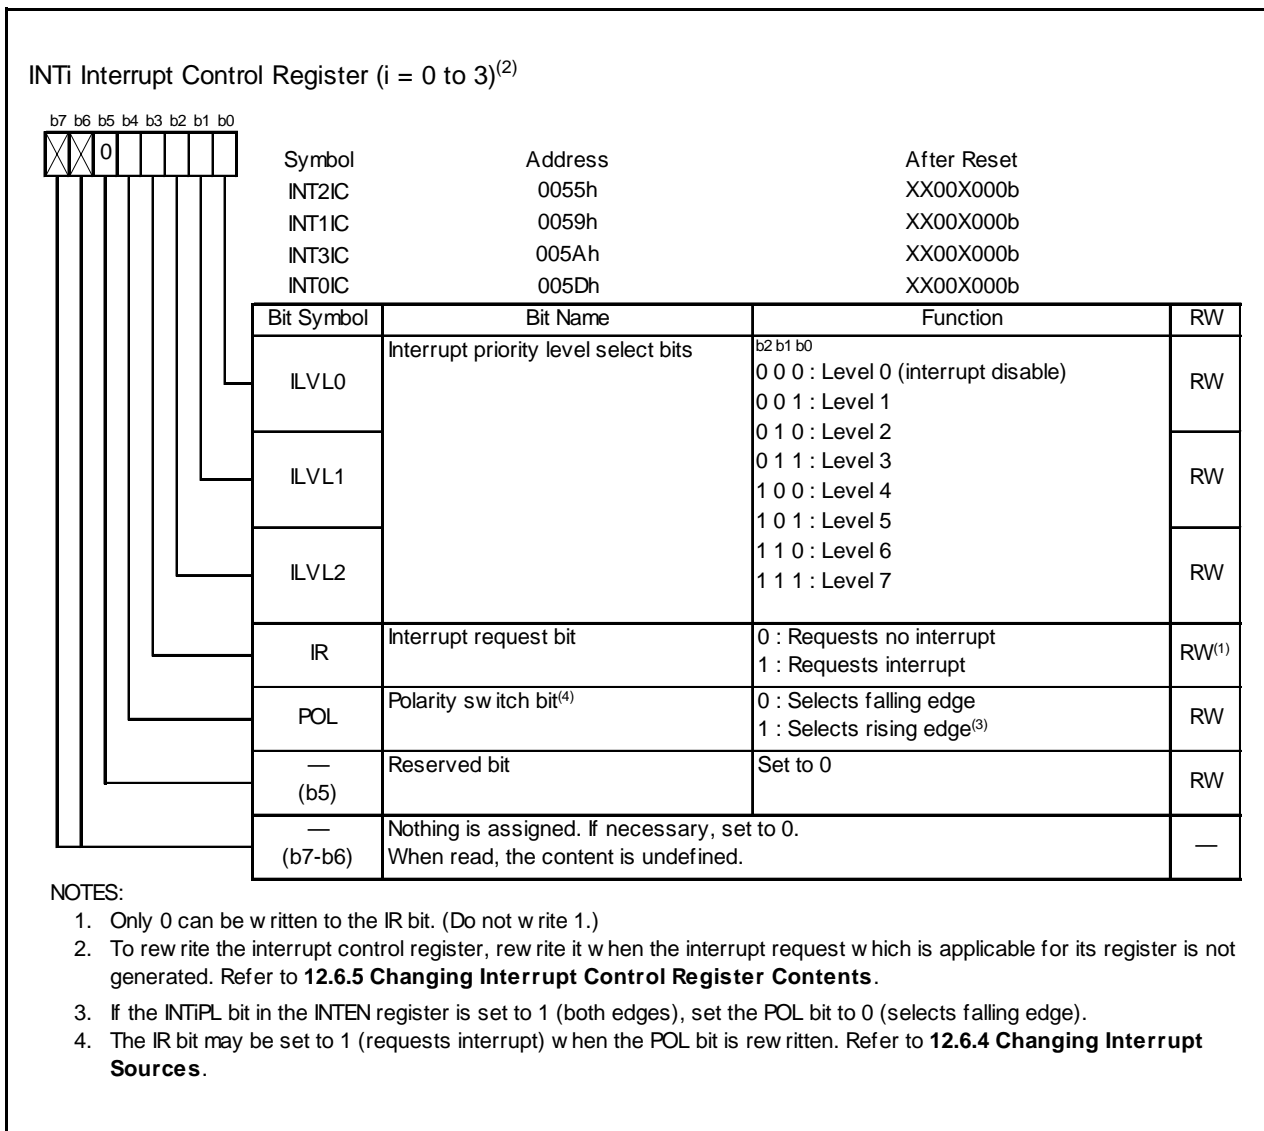 INTi Interrupt Control Register (i = 0 to 3)(2)
b7 b6 b5 b4 b3 b2 b1 b0
0
Symbol Address After Reset
INT2IC 0055h XX00X000b
INT1IC 0059h XX00X000b
INT3IC 005Ah XX00X000b
INT0IC 005Dh XX00X000b
Bit Symbol Bit Name Function RW
ILVL0 Interrupt priority level select bits b2 b1 b0
0 0 0 : Level 0 (interrupt disable) RW
0 0 1 : Level 1
0 1 0 : Level 2
ILVL1 0 1 1 : Level 3 RW
1 0 0 : Level 4
1 0 1 : Level 5
1 1 0 : Level 6
ILVL2 1 1 1 : Level 7 RW
IR Interrupt request bit 0 : Requests no interrupt RW(1)
1 : Requests interrupt
POL Polarity switch bit(4) 0 : Selects falling edge RW
1 : Selects rising edge(3)
— Reserved bit Set to 0 RW
(b5)
— Nothing is assigned. If necessary, set to 0. —
(b7-b6) When read, the content is undefined.
NOTES:
1. Only 0 can be written to the IR bit. (Do not write 1.)
2. To rewrite the interrupt control register, rewrite it when the interrupt request which is applicable for its register is not
generated. Refer to 12.6.5 Changing Interrupt Control Register Contents.
3. If the INTiPL bit in the INTEN register is set to 1 (both edges), set the POL bit to 0 (selects falling edge).
4. The IR bit may be set to 1 (requests interrupt) when the POL bit is rewritten. Refer to 12.6.4 Changing Interrupt
Sources.